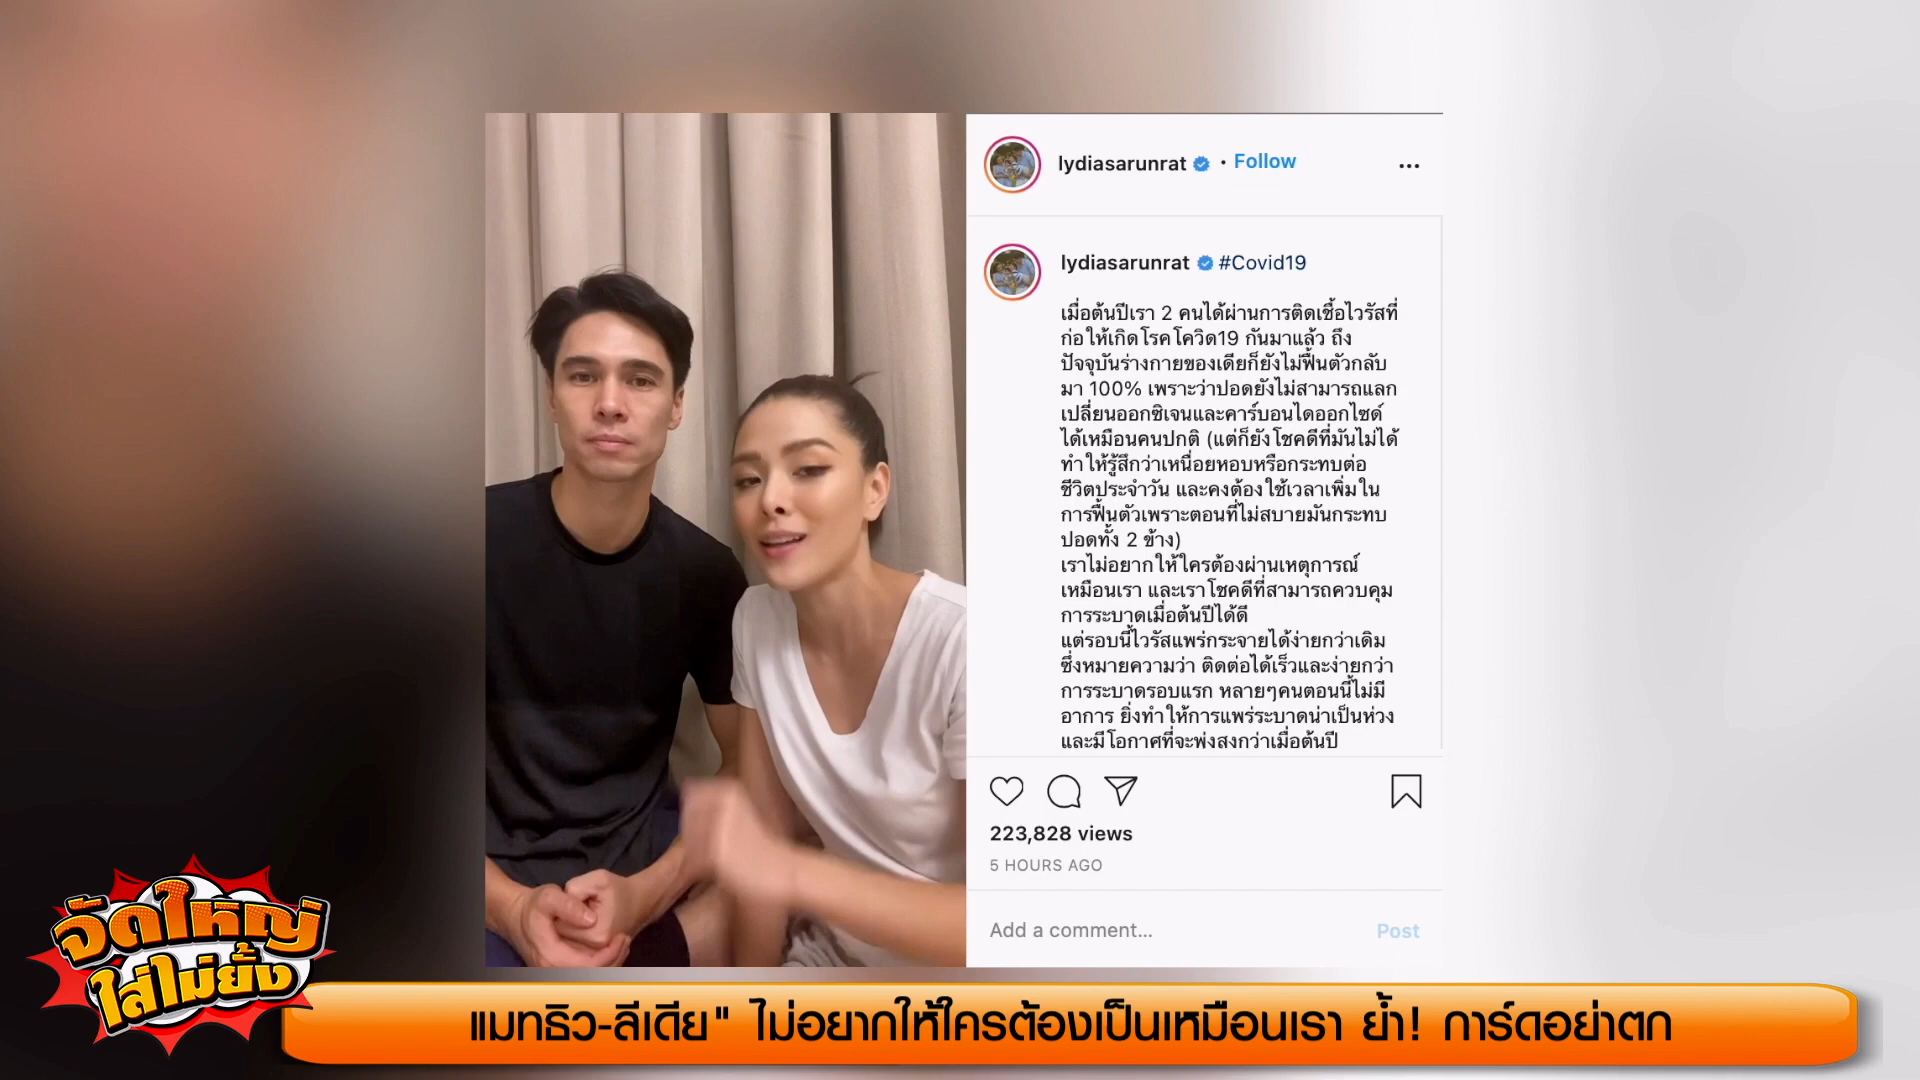 lydiasarunrat • Follow
...
lydiasarunrat #Covid19
เมื่อต้นปีเรา 2 คนได้ผ่านการติดเชื้อไวรัสที่
ก่อให้เกิดโรคโควิด19 กันมาแล้ว ถึง
ปัจจุบันร่างกายของเดียก็ยังไม่ฟื้นตัวกลับ
มา 100% เพราะว่าปอดยังไม่สามารถแลก
เปลี่ยนออกซิเจนและคาร์บอนไดออกไซด์
ได้เหมือนคนปกติ (แต่ก็ยังโชคดีที่มันไม่ได้
ทำให้รู้สึกว่าเหนื่อยหอบหรือกระทบต่อ
ชีวิตประจำวัน และคงต้องใช้เวลาเพิ่มใน
การฟื้นตัวเพราะตอนที่ไม่สบายมันกระทบ
ปอดทั้ง 2 ข้าง)
เราไม่อยากให้ใครต้องผ่านเหตุการณ์
เหมือนเรา และเราโชคดีที่สามารถควบคุม
การระบาดเมื่อต้นปีได้ดี
แต่รอบนี้ไวรัสแพร่กระจายได้ง่ายกว่าเดิม
ซึ่งหมายความว่า ติดต่อได้เร็วและง่ายกว่า
การระบาดรอบแรก หลายๆคนตอนนี้ไม่มี
อาการ ยิ่งทำให้การแพร่ระบาดน่าเป็นห่วง
และมีโอกาศที่จะพุ่งสูงกว่าเมื่อต้นปี
223,828 views
5 HOURS AGO
Add a comment...
Post
จัดใหญ่
ใส่ไม่ยั้ง
แมทธิว-ลีเดีย" ไม่อยากให้ใครต้องเป็นเหมือนเรา ย้ำ! การ์ดอย่าตก